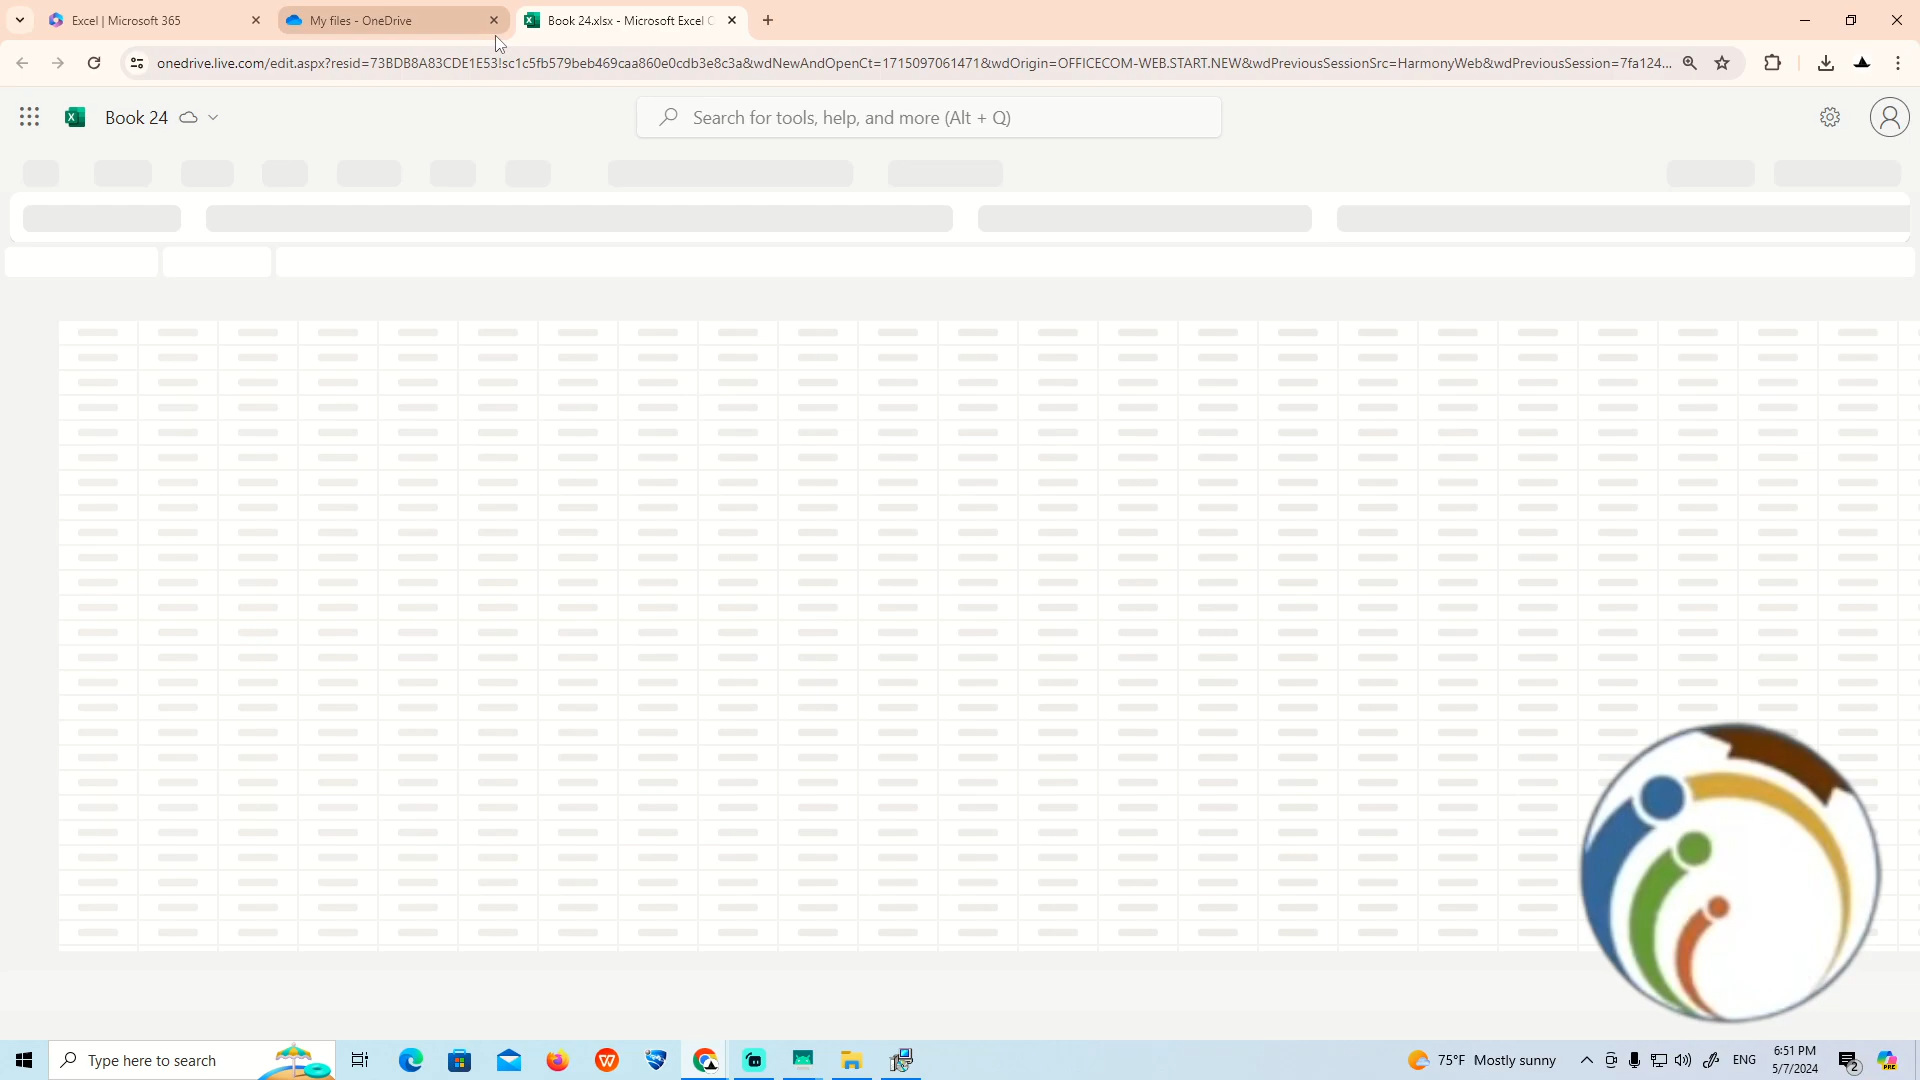 Excel | Microsoft 365
My files - OneDrive
Book 24.xlsx - Microsoft Excel
onedrive.live.com/edit.aspx?resid=73BDB8A83CDE1E53!sc1c5fb579beb469caa860e0cdb3e8c3a&wdNewAndOpenCt=1715097061471&wdOrigin=OFFICECOM-WEB.START.NEW&wdPreviousSessionSrc=HarmonyWeb&wdPreviousSession=7fa124...
Book 24
Search for tools, help, and more (Alt + Q)
Type here to search
75°F Mostly sunny
ENG
6:51 PM
5/7/2024
2
PRE